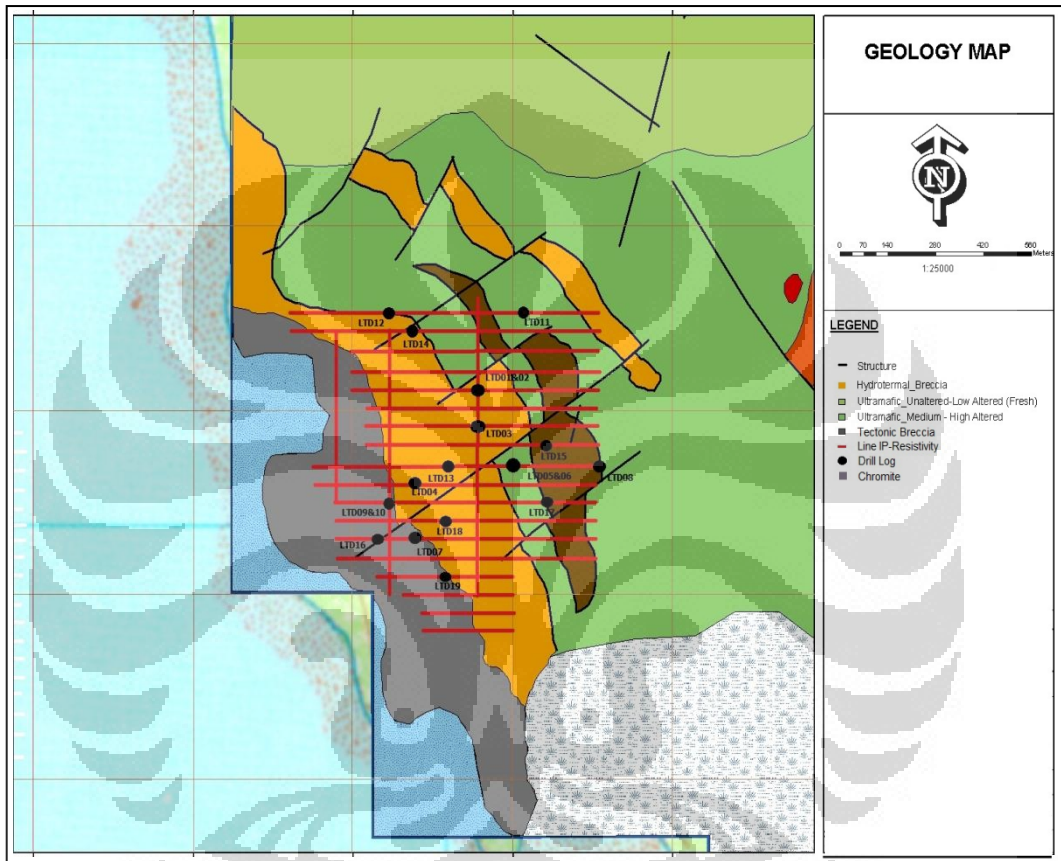 GEOLOGY MAP
N
0 70 140 280 420 560
Meters
1:25000
LEGEND
Structure
Hydrotermal_Breccia
Ultramafic_Unaltered-Low Altered (Fresh)
Ultramafic_Medium - High Altered
Tectonic Breccia
Line IP-Resistivity
Drill Log
Chromite
LTD12
LTD11
LTD14
LTD01&02
LTD03
LTD15
LTD13
LTD05&06
LTD08
LTD04
LTD09&10
LTD17
LTD18
LTD16
LTD07
LTD19